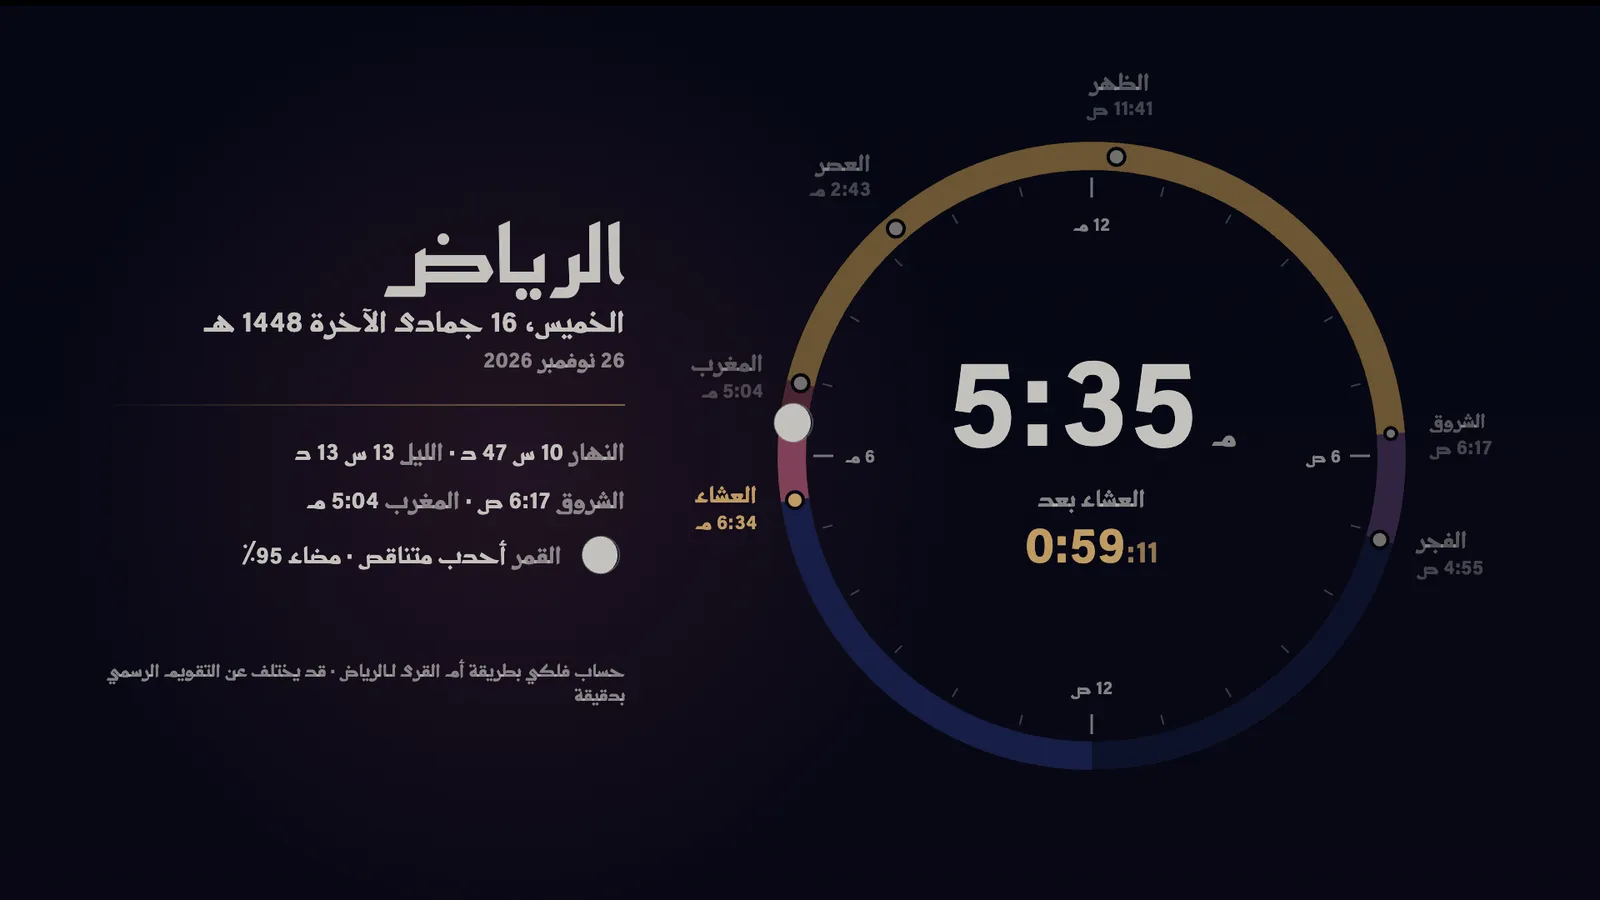 الرياض
الخميس، 16 جمادى الآخرة 1448 هـ
26 نوفمبر 2026
النهار 10 س 47 د · الليل 13 س 13 د
الشروق 6:17 ص · المغرب 5:04 م
القمر أحدب متناقص · مضاء 95٪
حساب فلكي بطريقة أم القرى لـالرياض · قد يختلف عن التقويم الرسمي
بدقيقة
الظهر
11:41 ص
العصر
2:43 م
المغرب
5:04 م
العشاء
6:34 م
الشروق
6:17 ص
الفجر
4:55 ص
12 م
6 ص
6 م
12 ص
5:35 م
العشاء بعد
0:59:11